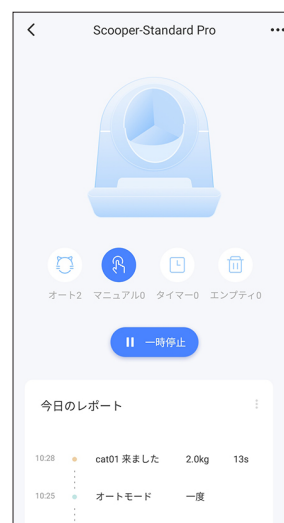 Scooper-Standard Pro
オート2 マニュアル0 タイマー0 エンプティ0
一時停止
今日のレポート
10:28 cat01 来ました 2.0kg 13s
10:25 オートモード 一度